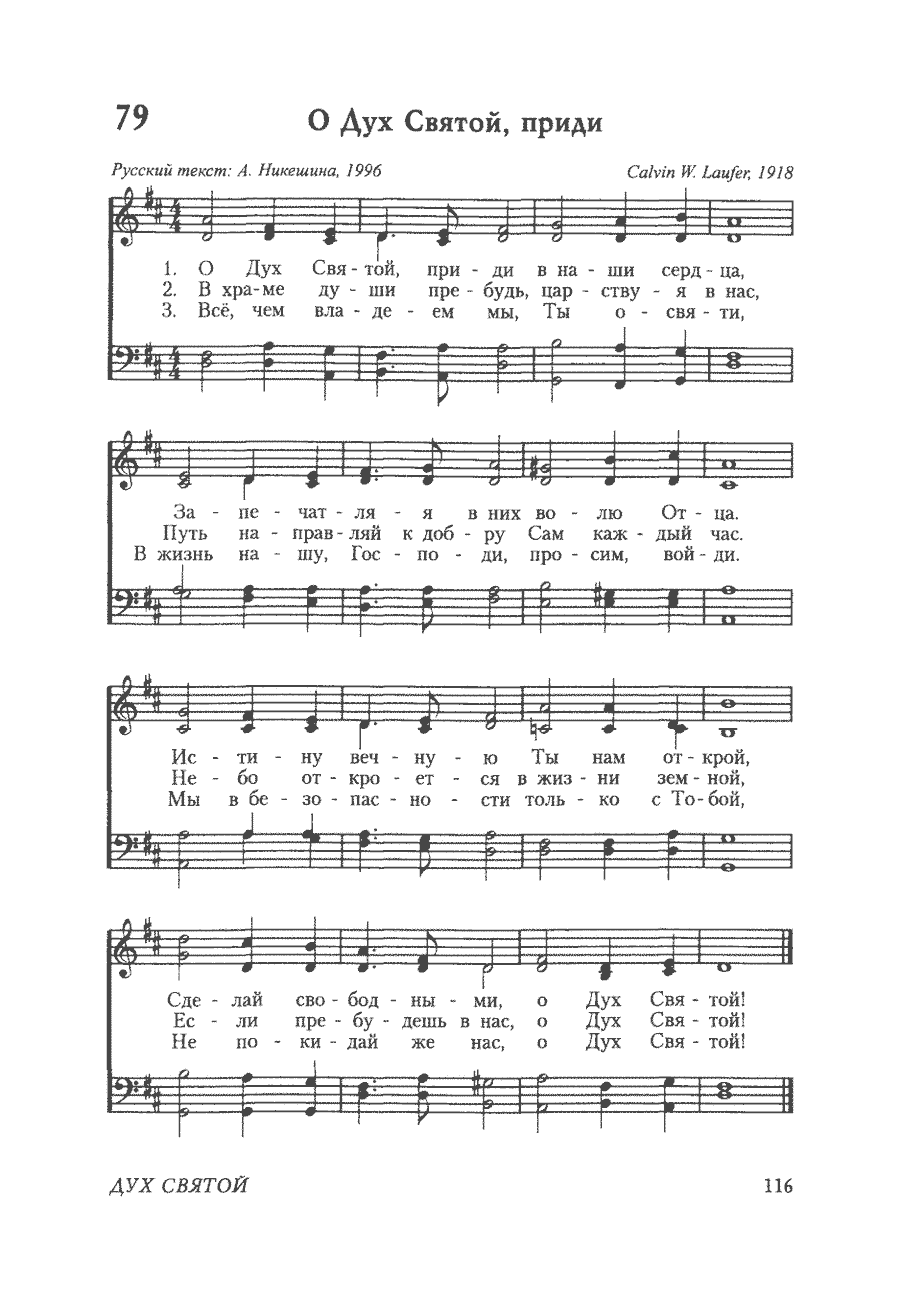 79
О Дух Святой, приди
Русский текст: А. Никешина, 1996
Calvin W. Laufer, 1918
1. О Дух Свя - той, при - ди в на - ши серд - ца,
2. В хра - ме ду - ши пре - будь, цар - ству - я в нас,
3. Всё, чем вла - де - ем мы, Ты о - свя - ти,
За - пе - чат - ля - я в них во - лю От - ца.
Путь на - прав - ляй к доб - ру Сам каж - дый час.
В жизнь на - шу, Гос - по - ди, про - сим, вой - ди.
Ис - ти - ну веч - ну - ю Ты нам от - крой,
Не - бо от - кро - ет - ся в жиз - ни зем - ной,
Мы в бе - зо - пас - но - сти толь - ко с То - бой,
Сде - лай сво - бод - ны - ми, о Дух Свя - той!
Ес - ли пре - бу - дешь в нас, о Дух Свя - той!
Не по - ки - дай же нас, о Дух Свя - той!
ДУХ СВЯТОЙ
116